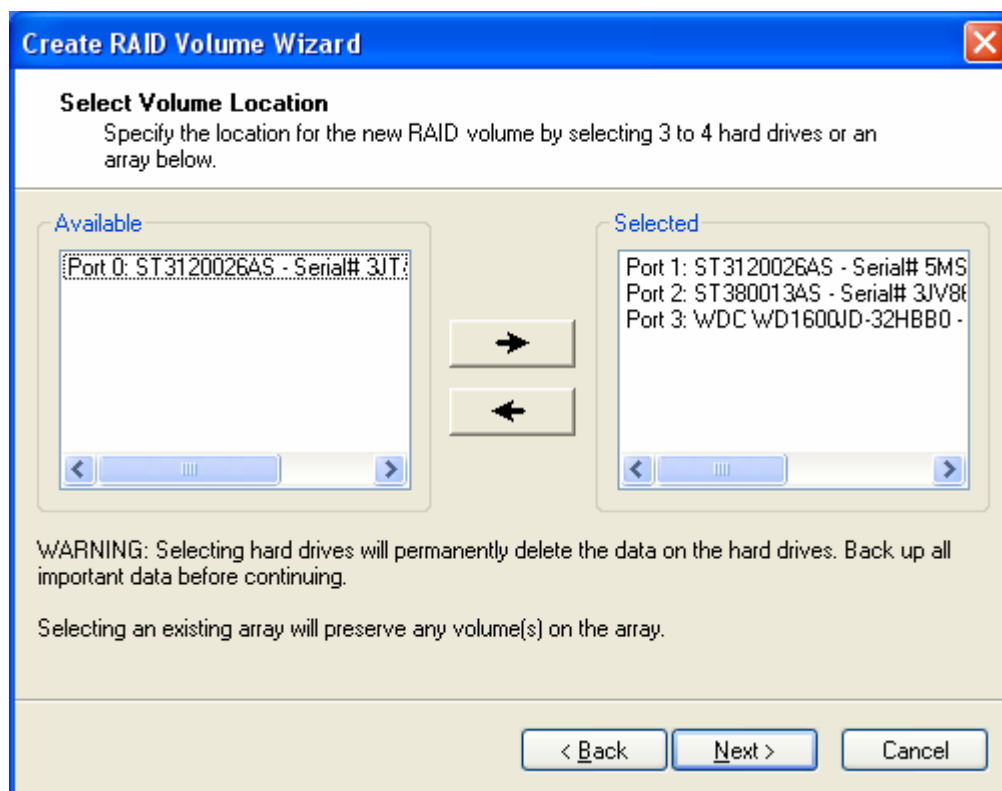 Create RAID Volume Wizard
Select Volume Location
Specify the location for the new RAID volume by selecting 3 to 4 hard drives or an
array below.
Available
Port 0: ST3120026AS - Serial# 3JT
Selected
Port 1: ST3120026AS - Serial# 5MS
Port 2: ST380013AS - Serial# 3JV86
Port 3: WDC WD1600JD-32HBB0 -
WARNING: Selecting hard drives will permanently delete the data on the hard drives. Back up all
important data before continuing.
Selecting an existing array will preserve any volume(s) on the array.
< Back
Next >
Cancel